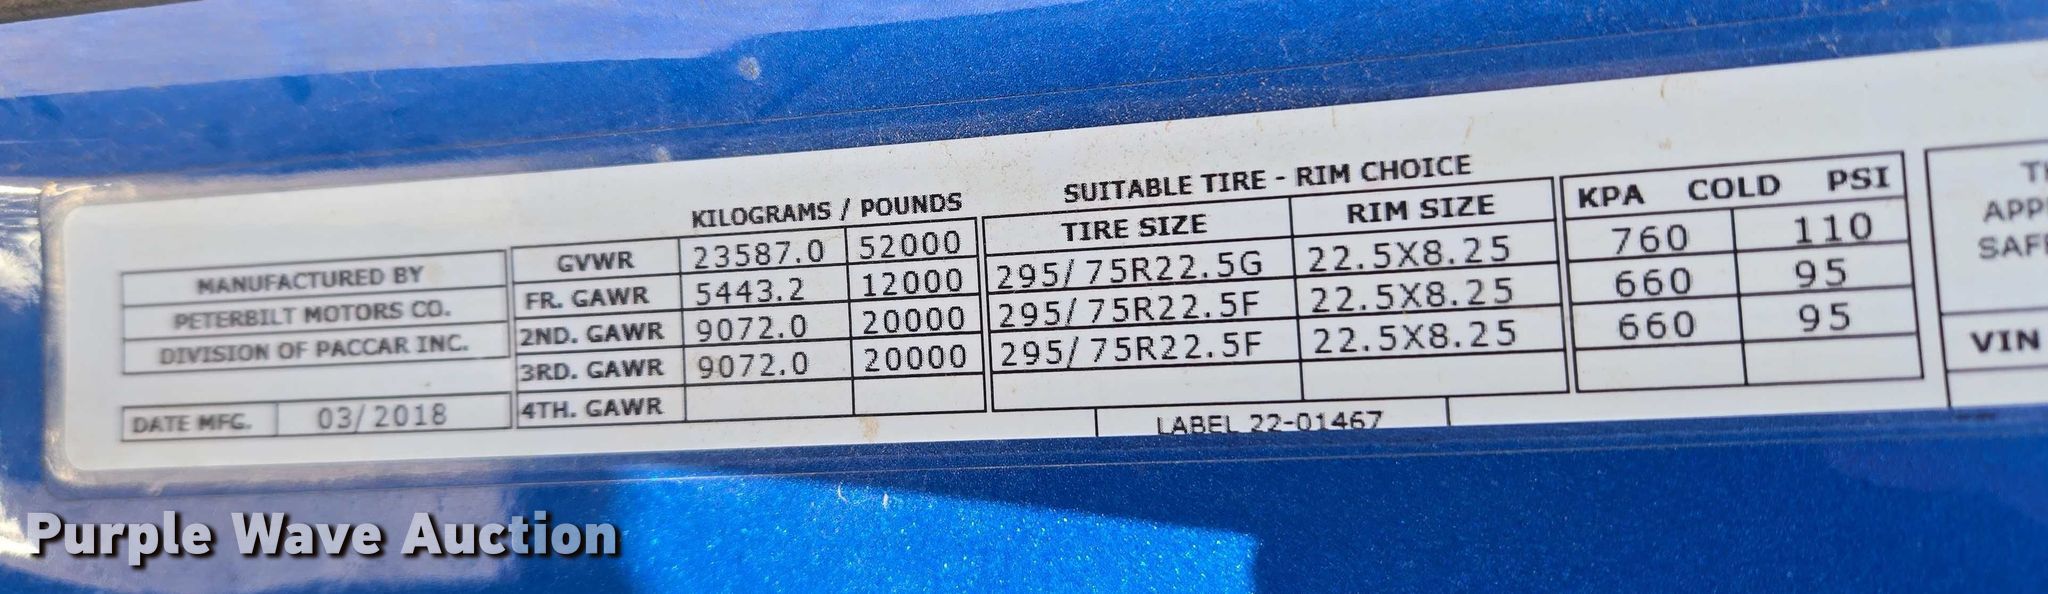 KILOGRAMS / POUNDS SUITABLE TIRE - RIM CHOICE
TIRE SIZE RIM SIZE KPA COLD PSI
MANUFACTURED BY GVWR 23587.0 52000
PETERBILT MOTORS CO. FR. GAWR 5443.2 12000 295/75R22.5G 22.5X8.25 760 110
DIVISION OF PACCAR INC. 2ND. GAWR 9072.0 20000 295/75R22.5F 22.5X8.25 660 95
3RD. GAWR 9072.0 20000 295/75R22.5F 22.5X8.25 660 95
DATE MFG. 03/2018 4TH. GAWR
LABEL 22-01467
VIN
Purple Wave Auction